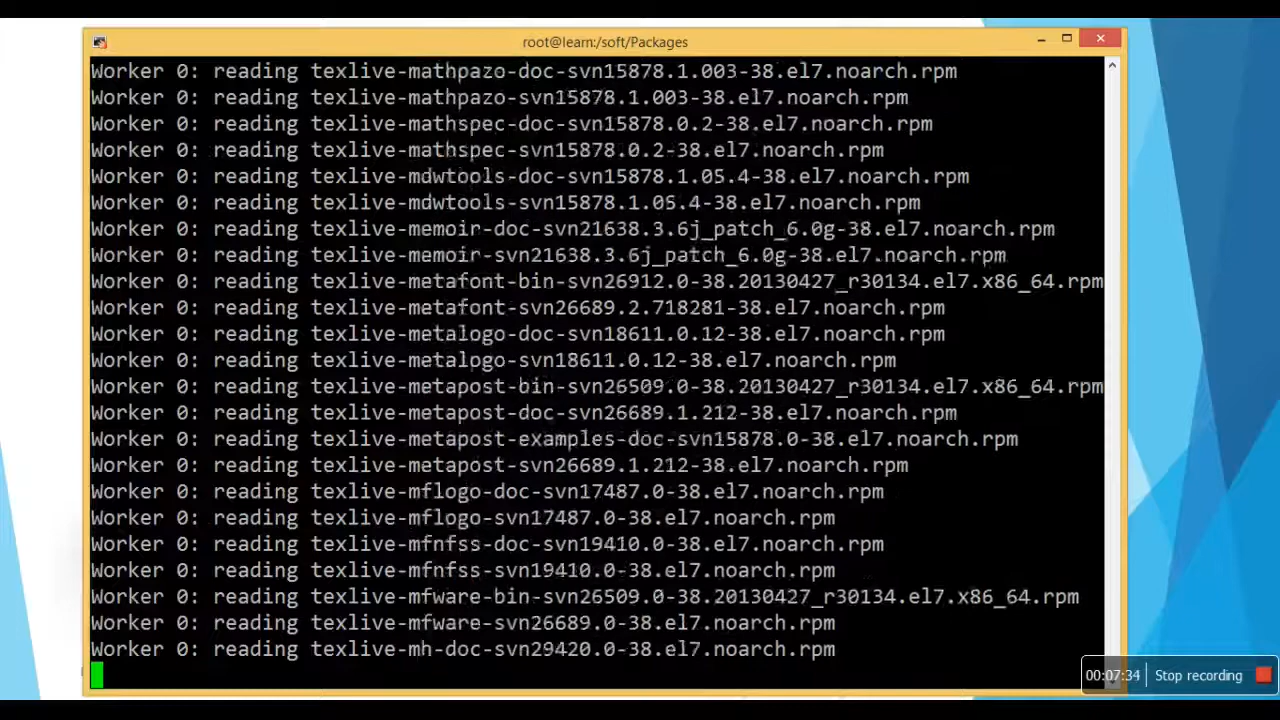 root@learn:/soft/Packages
Worker 0: reading texlive-mathpazo-doc-svn15878.1.003-38.el7.noarch.rpm
Worker 0: reading texlive-mathpazo-svn15878.1.003-38.el7.noarch.rpm
Worker 0: reading texlive-mathspec-doc-svn15878.0.2-38.el7.noarch.rpm
Worker 0: reading texlive-mathspec-svn15878.0.2-38.el7.noarch.rpm
Worker 0: reading texlive-mdwtools-doc-svn15878.1.05.4-38.el7.noarch.rpm
Worker 0: reading texlive-mdwtools-svn15878.1.05.4-38.el7.noarch.rpm
Worker 0: reading texlive-memoir-doc-svn21638.3.6j_patch_6.0g-38.el7.noarch.rpm
Worker 0: reading texlive-memoir-svn21638.3.6j_patch_6.0g-38.el7.noarch.rpm
Worker 0: reading texlive-metafont-bin-svn26912.0-38.20130427_r30134.el7.x86_64.rpm
Worker 0: reading texlive-metafont-svn26689.2.718281-38.el7.noarch.rpm
Worker 0: reading texlive-metalogo-doc-svn18611.0.12-38.el7.noarch.rpm
Worker 0: reading texlive-metalogo-svn18611.0.12-38.el7.noarch.rpm
Worker 0: reading texlive-metapost-bin-svn26509.0-38.20130427_r30134.el7.x86_64.rpm
Worker 0: reading texlive-metapost-doc-svn26689.1.212-38.el7.noarch.rpm
Worker 0: reading texlive-metapost-examples-doc-svn15878.0-38.el7.noarch.rpm
Worker 0: reading texlive-metapost-svn26689.1.212-38.el7.noarch.rpm
Worker 0: reading texlive-mflogo-doc-svn17487.0-38.el7.noarch.rpm
Worker 0: reading texlive-mflogo-svn17487.0-38.el7.noarch.rpm
Worker 0: reading texlive-mfnfss-doc-svn19410.0-38.el7.noarch.rpm
Worker 0: reading texlive-mfnfss-svn19410.0-38.el7.noarch.rpm
Worker 0: reading texlive-mfware-bin-svn26509.0-38.20130427_r30134.el7.x86_64.rpm
Worker 0: reading texlive-mfware-svn26689.0-38.el7.noarch.rpm
Worker 0: reading texlive-mh-doc-svn29420.0-38.el7.noarch.rpm
00:07:34 Stop recording